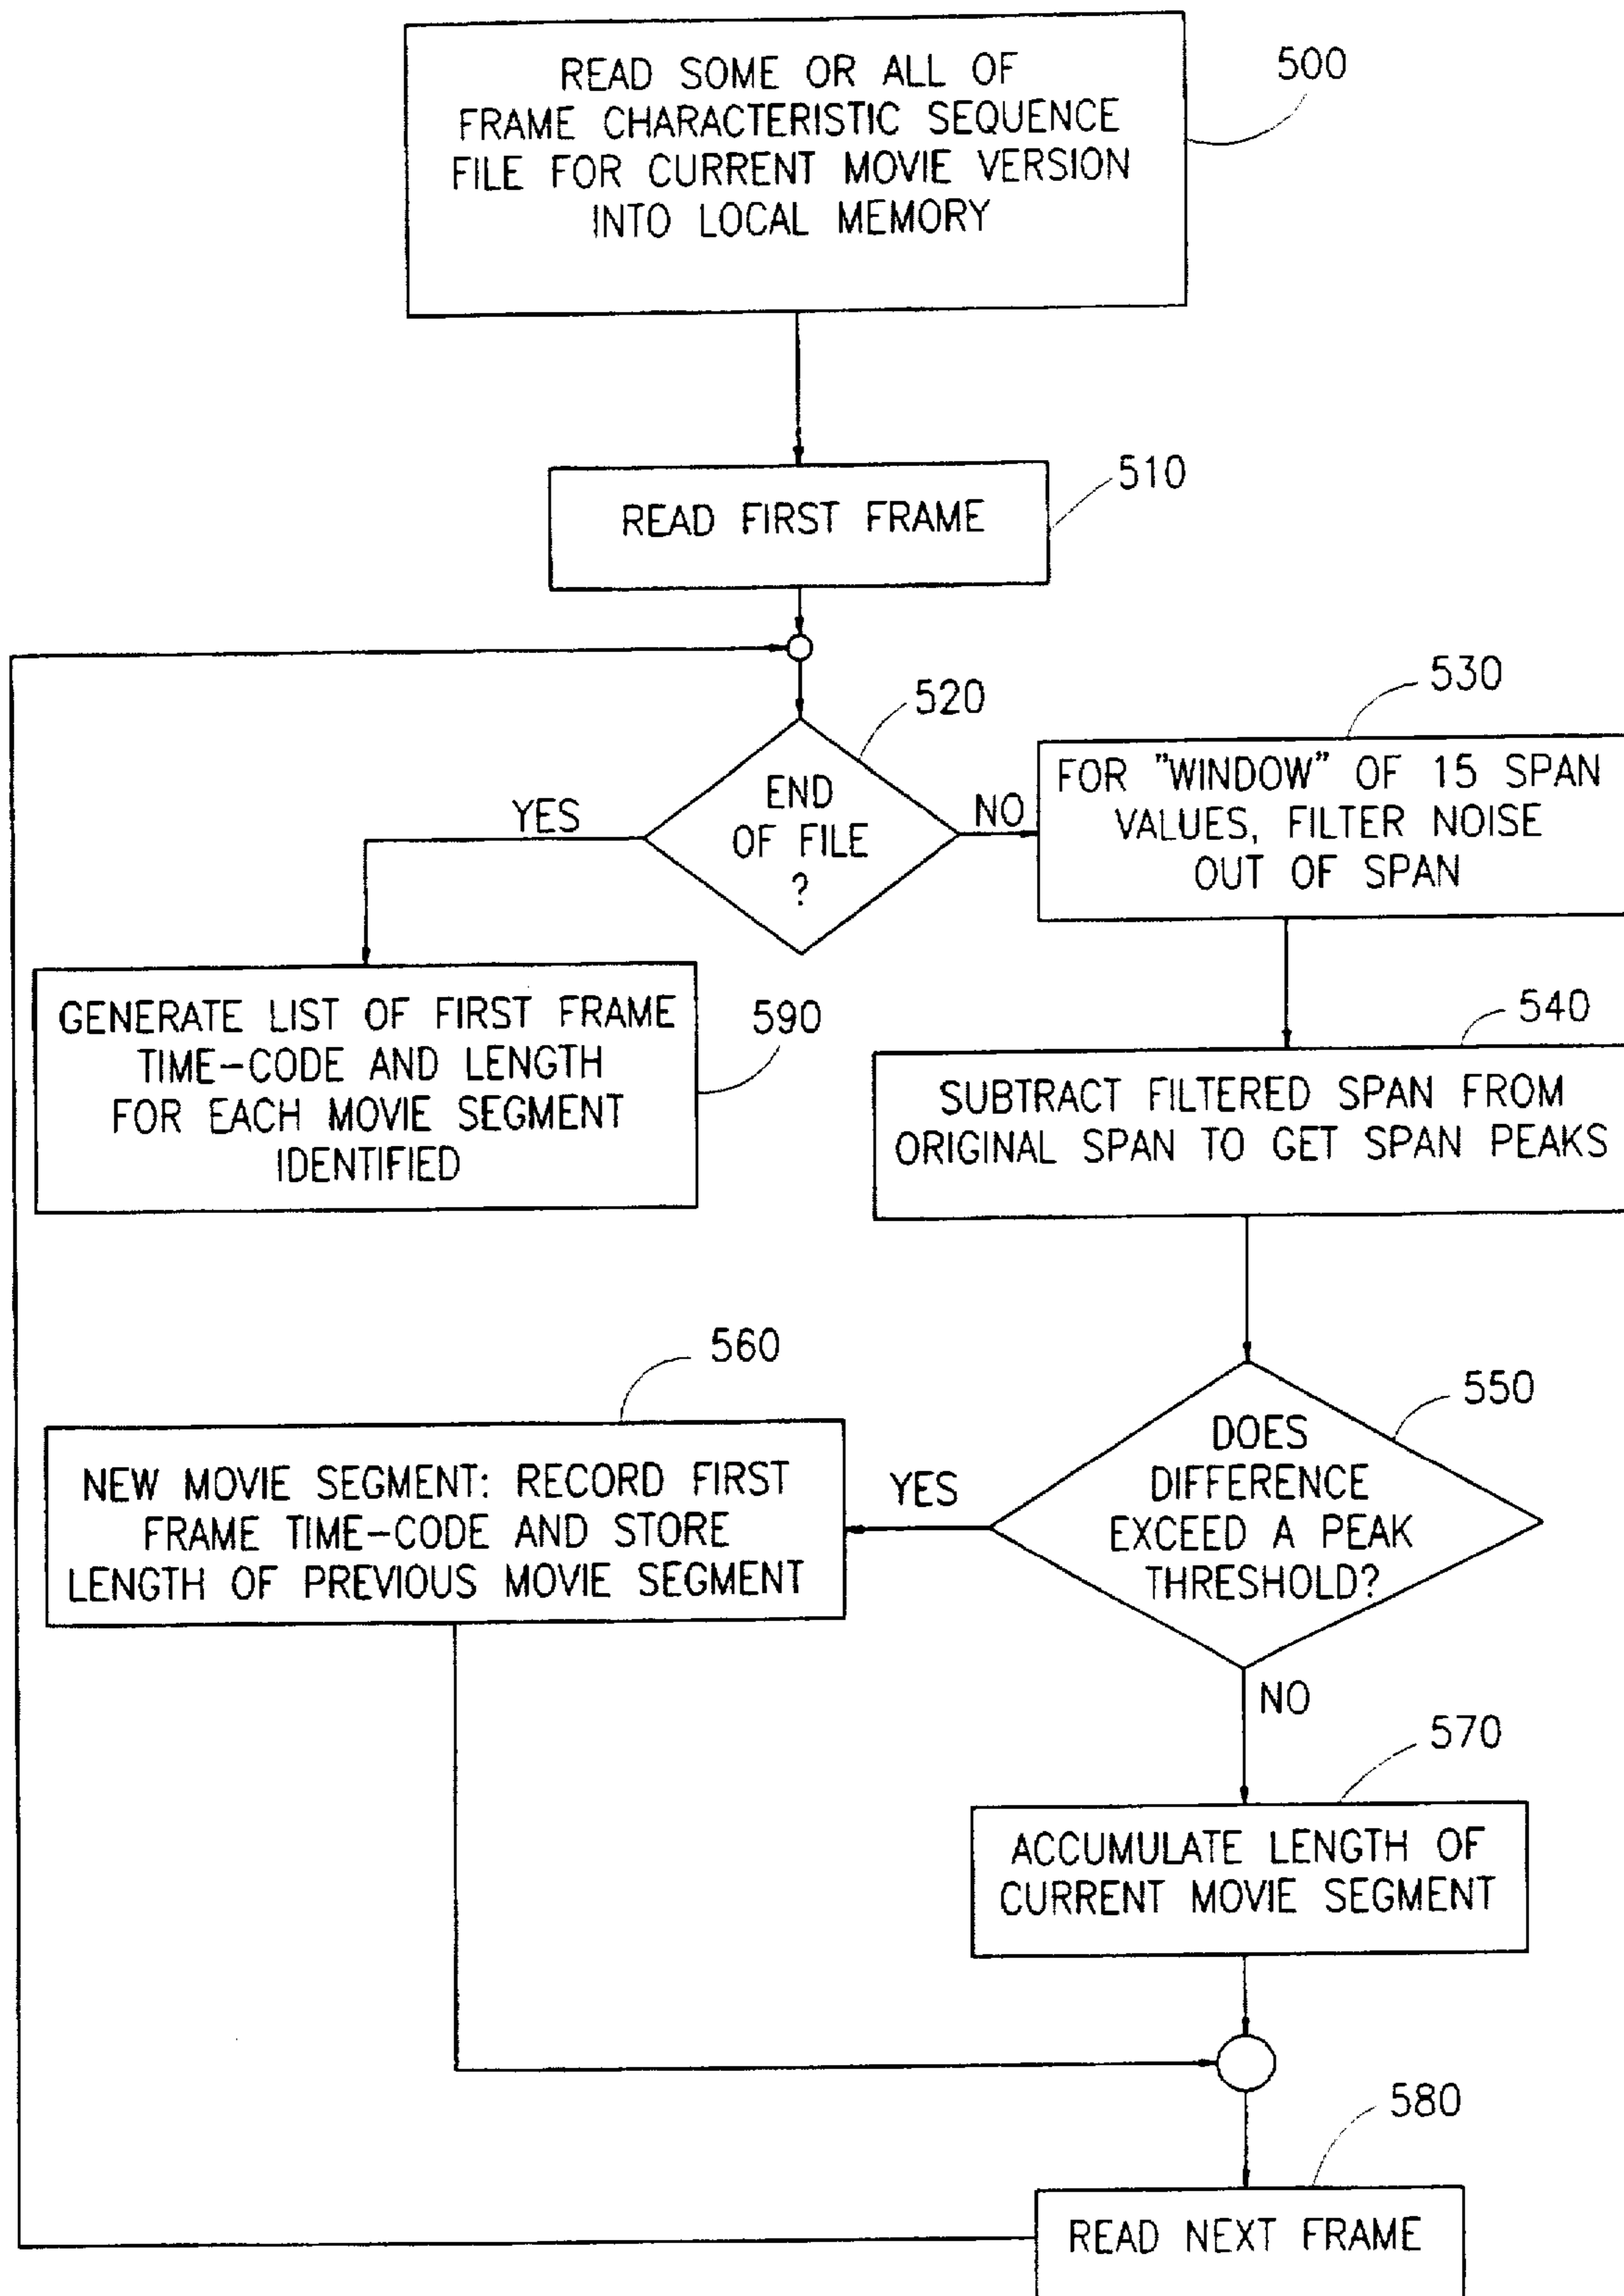 READ SOME OR ALL OF
FRAME CHARACTERISTIC SEQUENCE
FILE FOR CURRENT MOVIE VERSION
INTO LOCAL MEMORY
500
READ FIRST FRAME
510
520
END
OF FILE
?
YES
NO
530
FOR "WINDOW" OF 15 SPAN
VALUES, FILTER NOISE
OUT OF SPAN
GENERATE LIST OF FIRST FRAME
TIME-CODE AND LENGTH
FOR EACH MOVIE SEGMENT
IDENTIFIED
590
540
SUBTRACT FILTERED SPAN FROM
ORIGINAL SPAN TO GET SPAN PEAKS
550
DOES
DIFFERENCE
EXCEED A PEAK
THRESHOLD?
YES
560
NEW MOVIE SEGMENT: RECORD FIRST
FRAME TIME-CODE AND STORE
LENGTH OF PREVIOUS MOVIE SEGMENT
NO
570
ACCUMULATE LENGTH OF
CURRENT MOVIE SEGMENT
580
READ NEXT FRAME